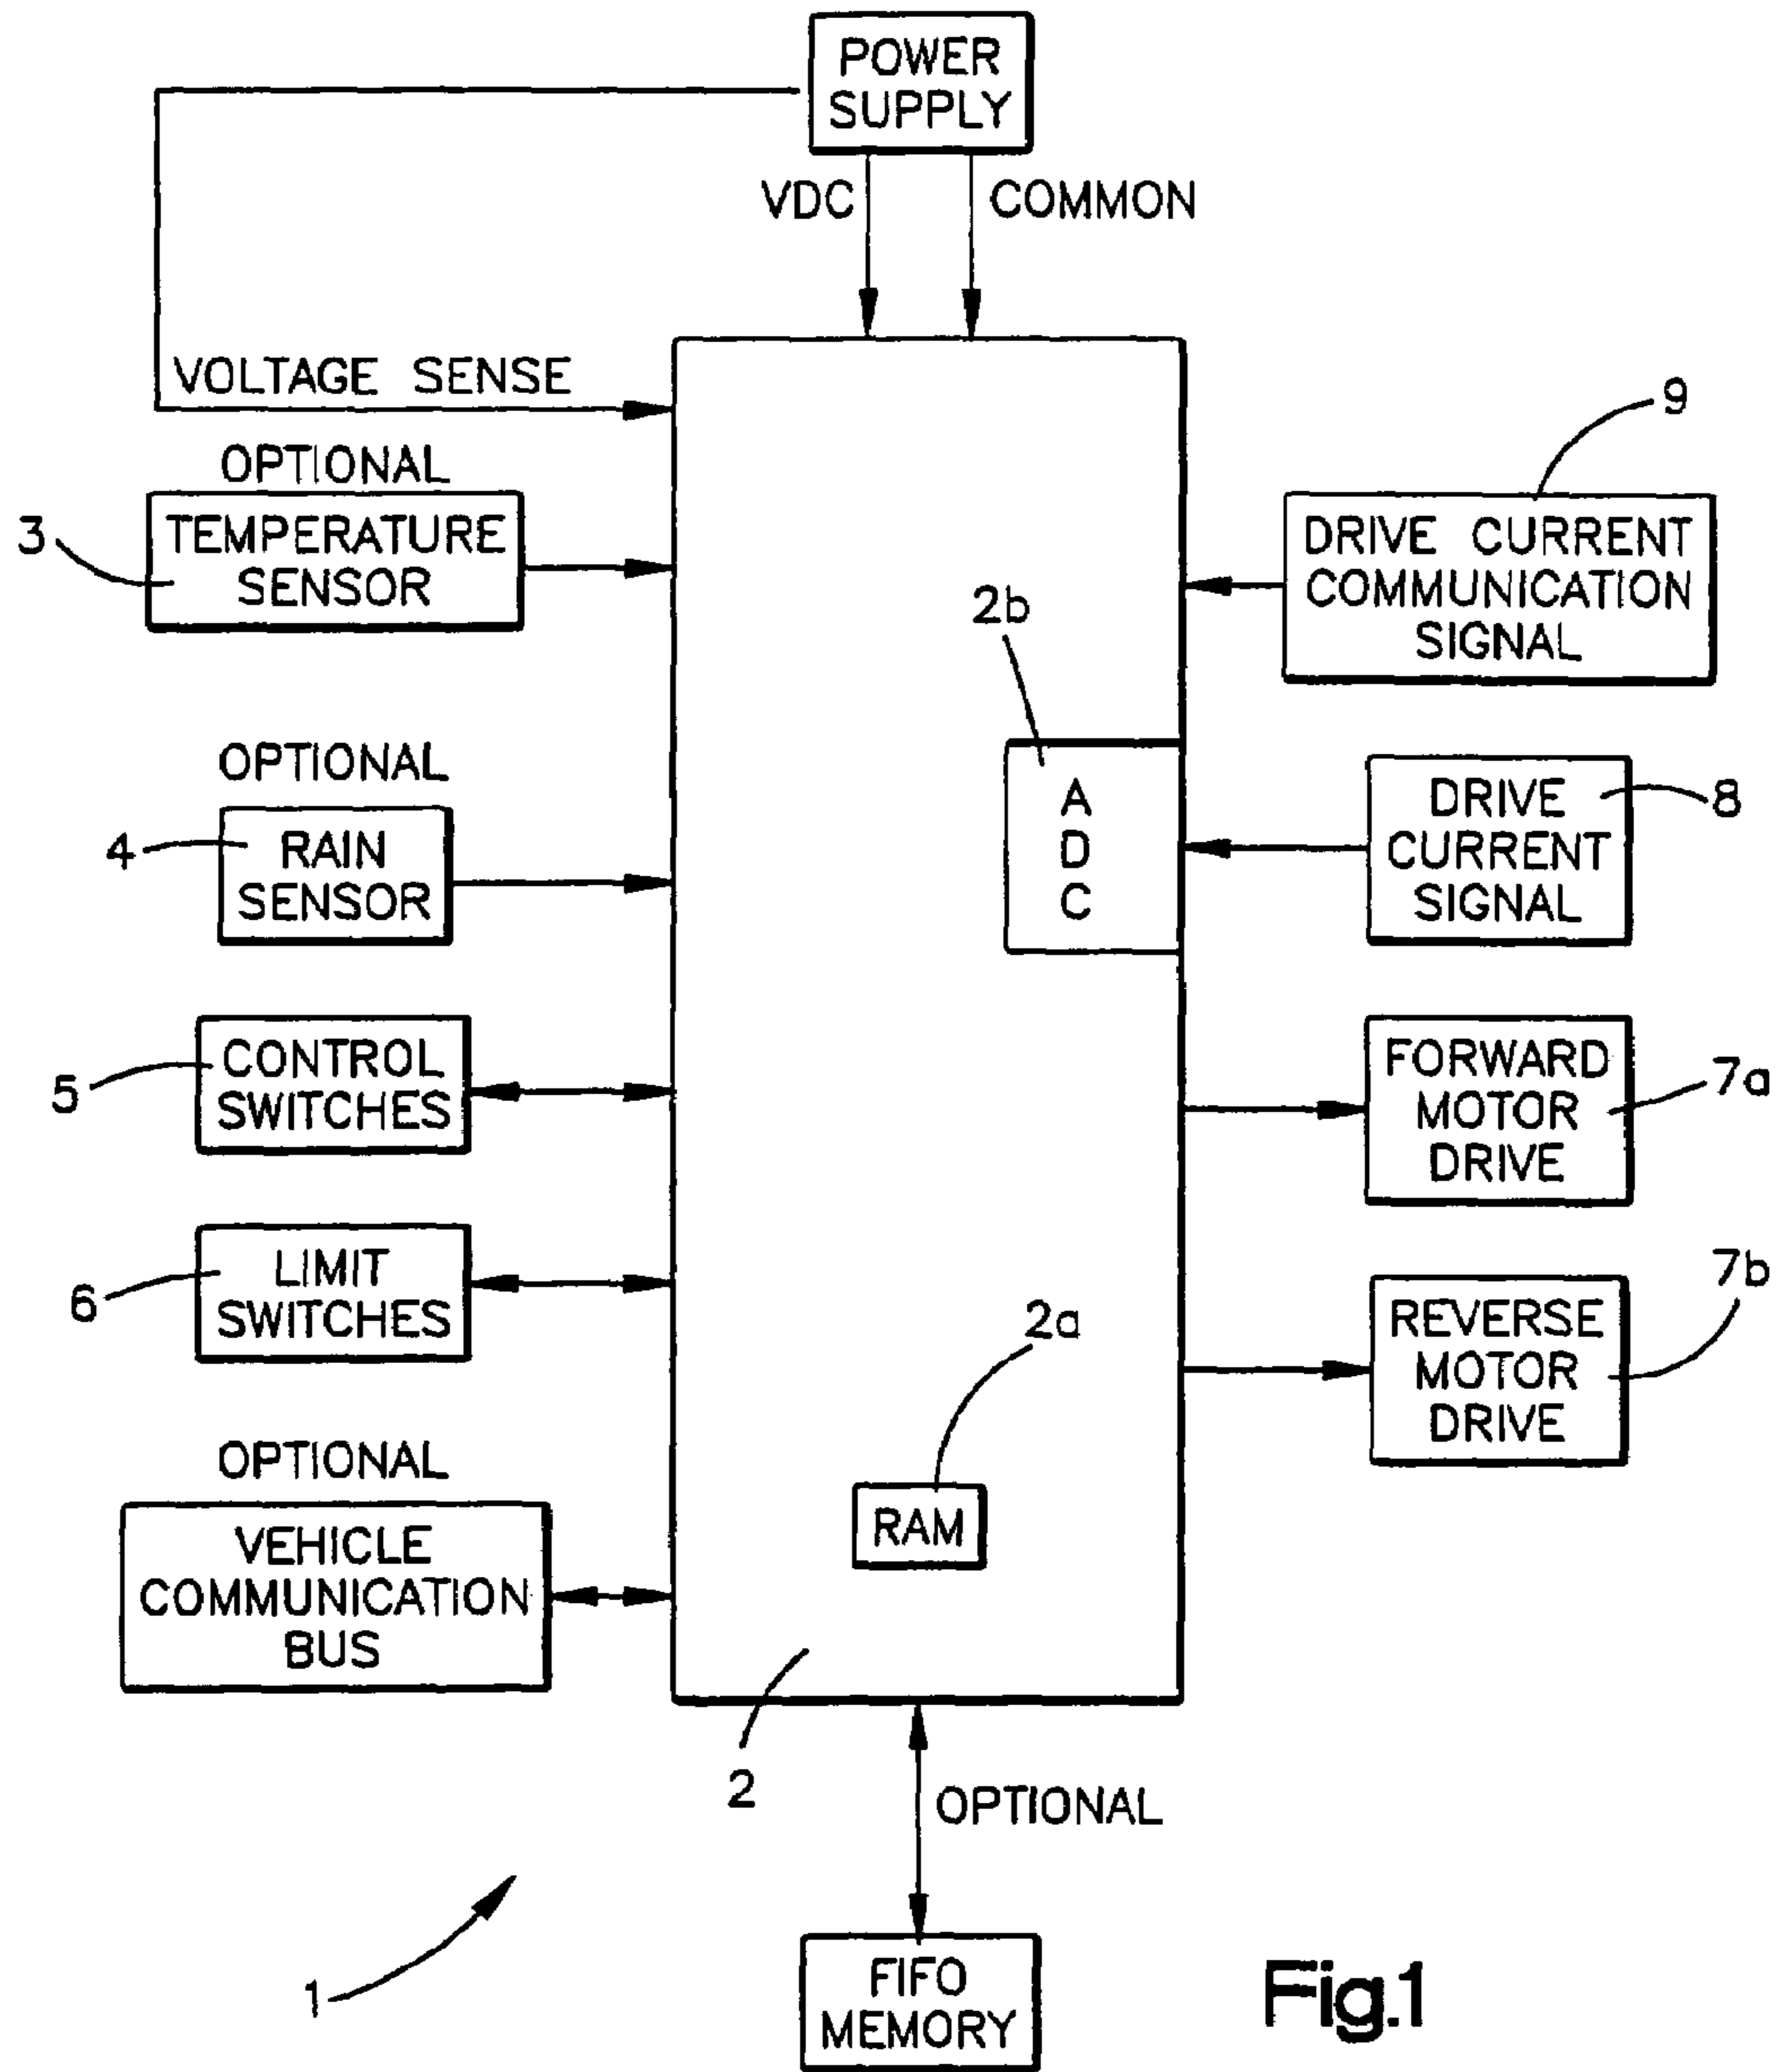 POWER
SUPPLY
VDC
COMMON
VOLTAGE SENSE
OPTIONAL
3
TEMPERATURE
SENSOR
9
DRIVE CURRENT
COMMUNICATION
SIGNAL
2b
OPTIONAL
4
RAIN
SENSOR
A
D
C
DRIVE
CURRENT
SIGNAL
8
5
CONTROL
SWITCHES
FORWARD
MOTOR
DRIVE
7a
6
LIMIT
SWITCHES
7b
REVERSE
MOTOR
DRIVE
2a
RAM
OPTIONAL
VEHICLE
COMMUNICATION
BUS
2
OPTIONAL
1
FIFO
MEMORY
Fig.1